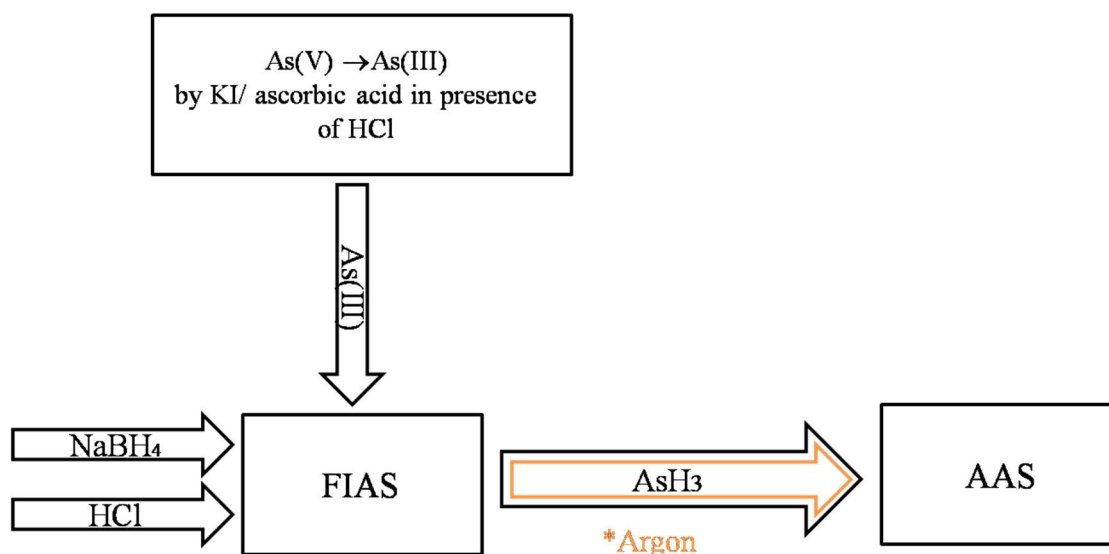 As(V) →As(III)
by KI/ ascorbic acid in presence
of HCl
As(III)
NaBH₄
HCl
FIAS
AsH₃
*Argon
AAS